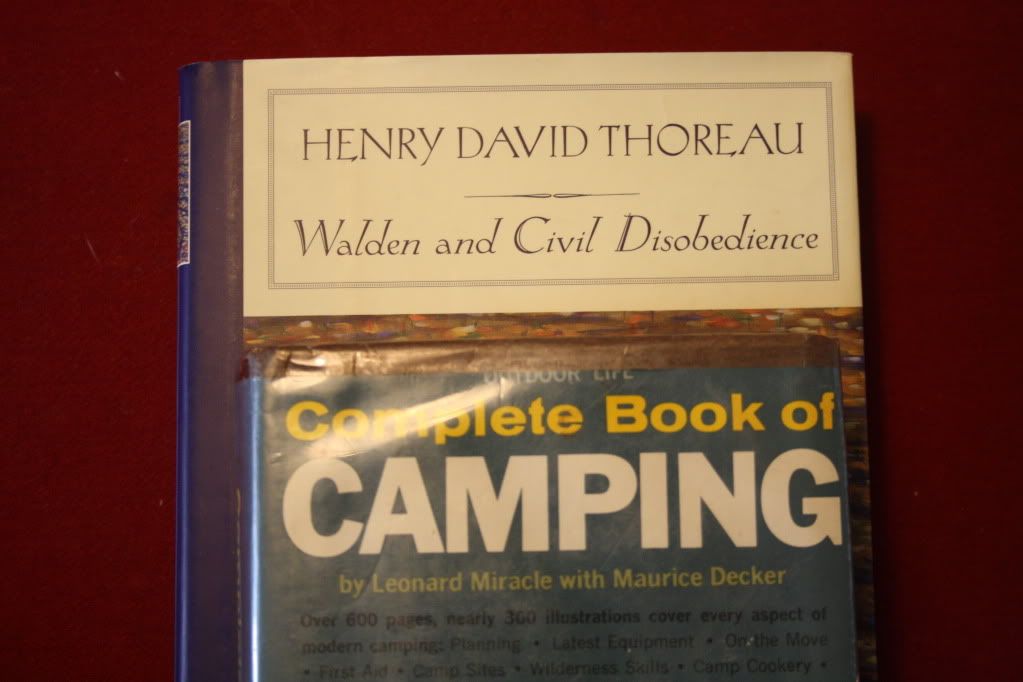 HENRY DAVID THOREAU
Walden and Civil Disobedience
OUTDOOR LIFE
Complete Book of
CAMPING
by Leonard Miracle with Maurice Decker
Over 600 pages, nearly 300 illustrations cover every aspect of
modern camping: Planning • Latest Equipment • On the Move
• First Aid • Camp Sites • Wilderness Skills • Camp Cookery •